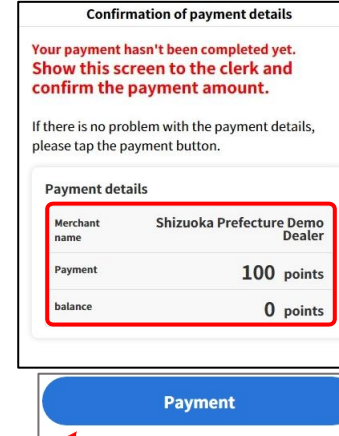 Confirmation of payment details
Your payment hasn't been completed yet.
Show this screen to the clerk and
confirm the payment amount.
If there is no problem with the payment details,
please tap the payment button.
Payment details
Merchant name Shizuoka Prefecture Demo Dealer
Payment 100 points
balance 0 points
Payment